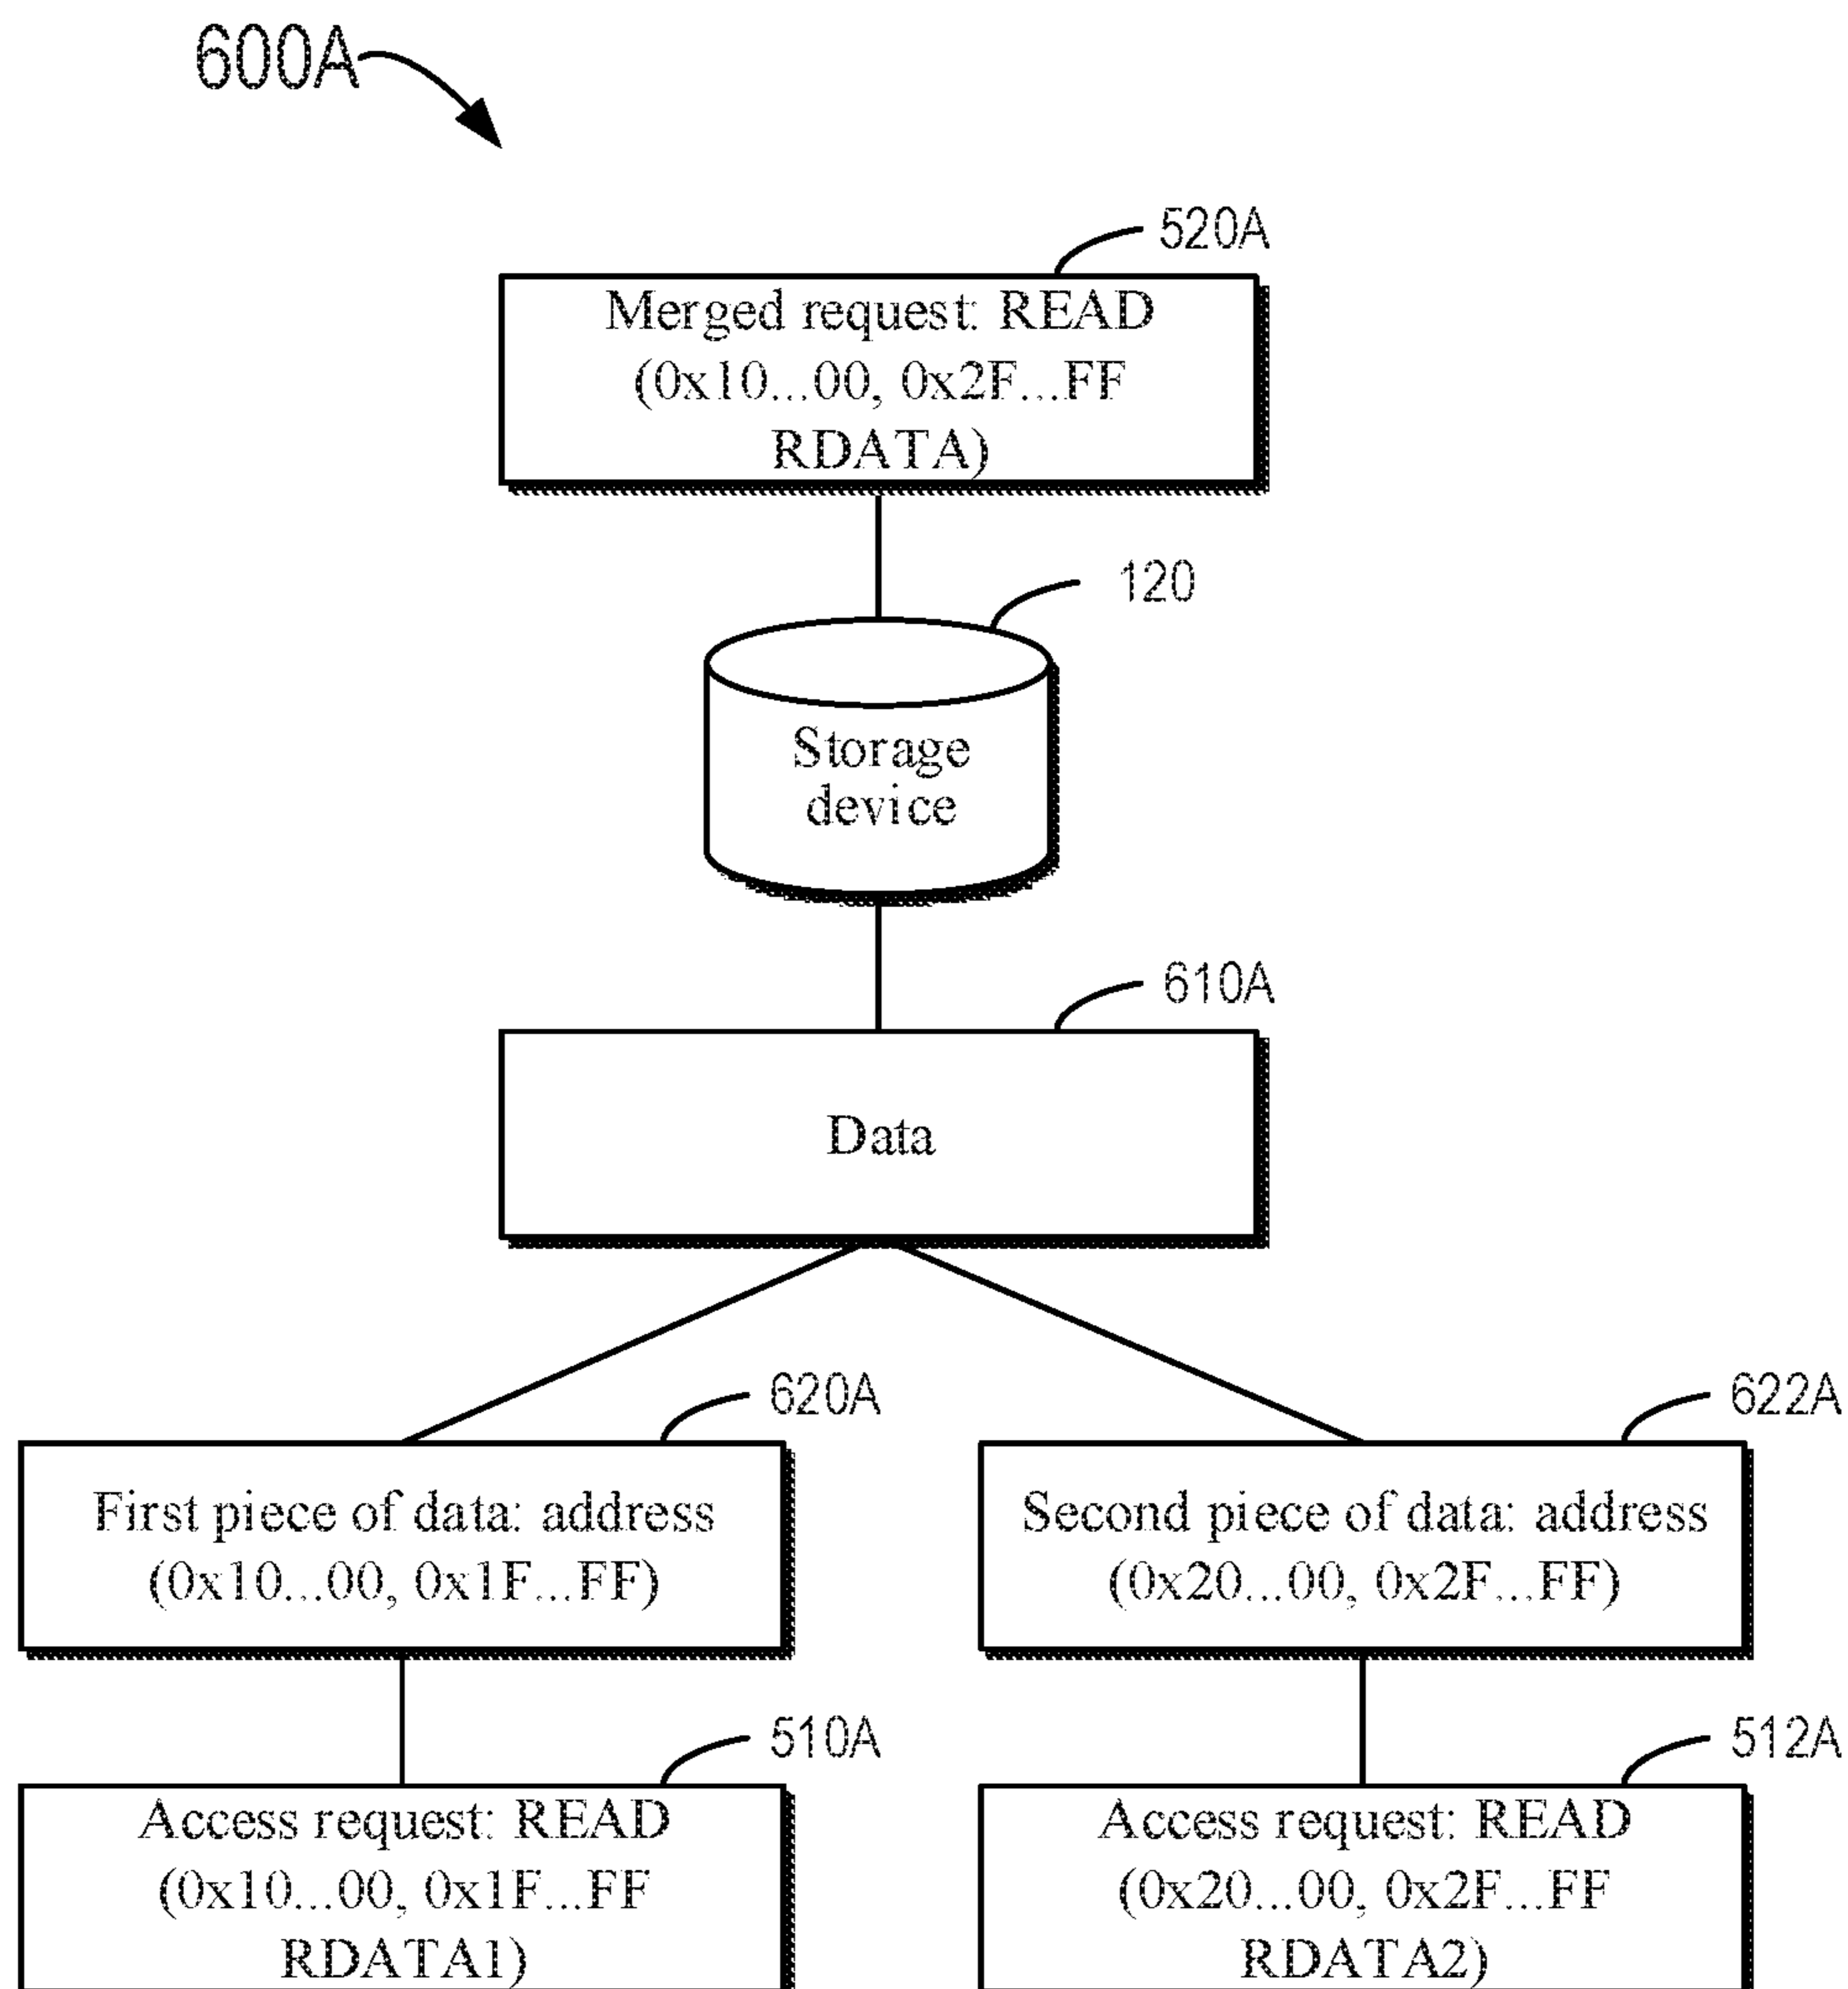 600A
520A
Merged request: READ
(0x10...00, 0x2F...FF
RDATA)
120
Storage
device
610A
Data
620A
622A
First piece of data: address
(0x10...00, 0x1F...FF)
Second piece of data: address
(0x20...00, 0x2F...FF)
510A
512A
Access request: READ
(0x10...00, 0x1F...FF
RDATA1)
Access request: READ
(0x20...00, 0x2F...FF
RDATA2)